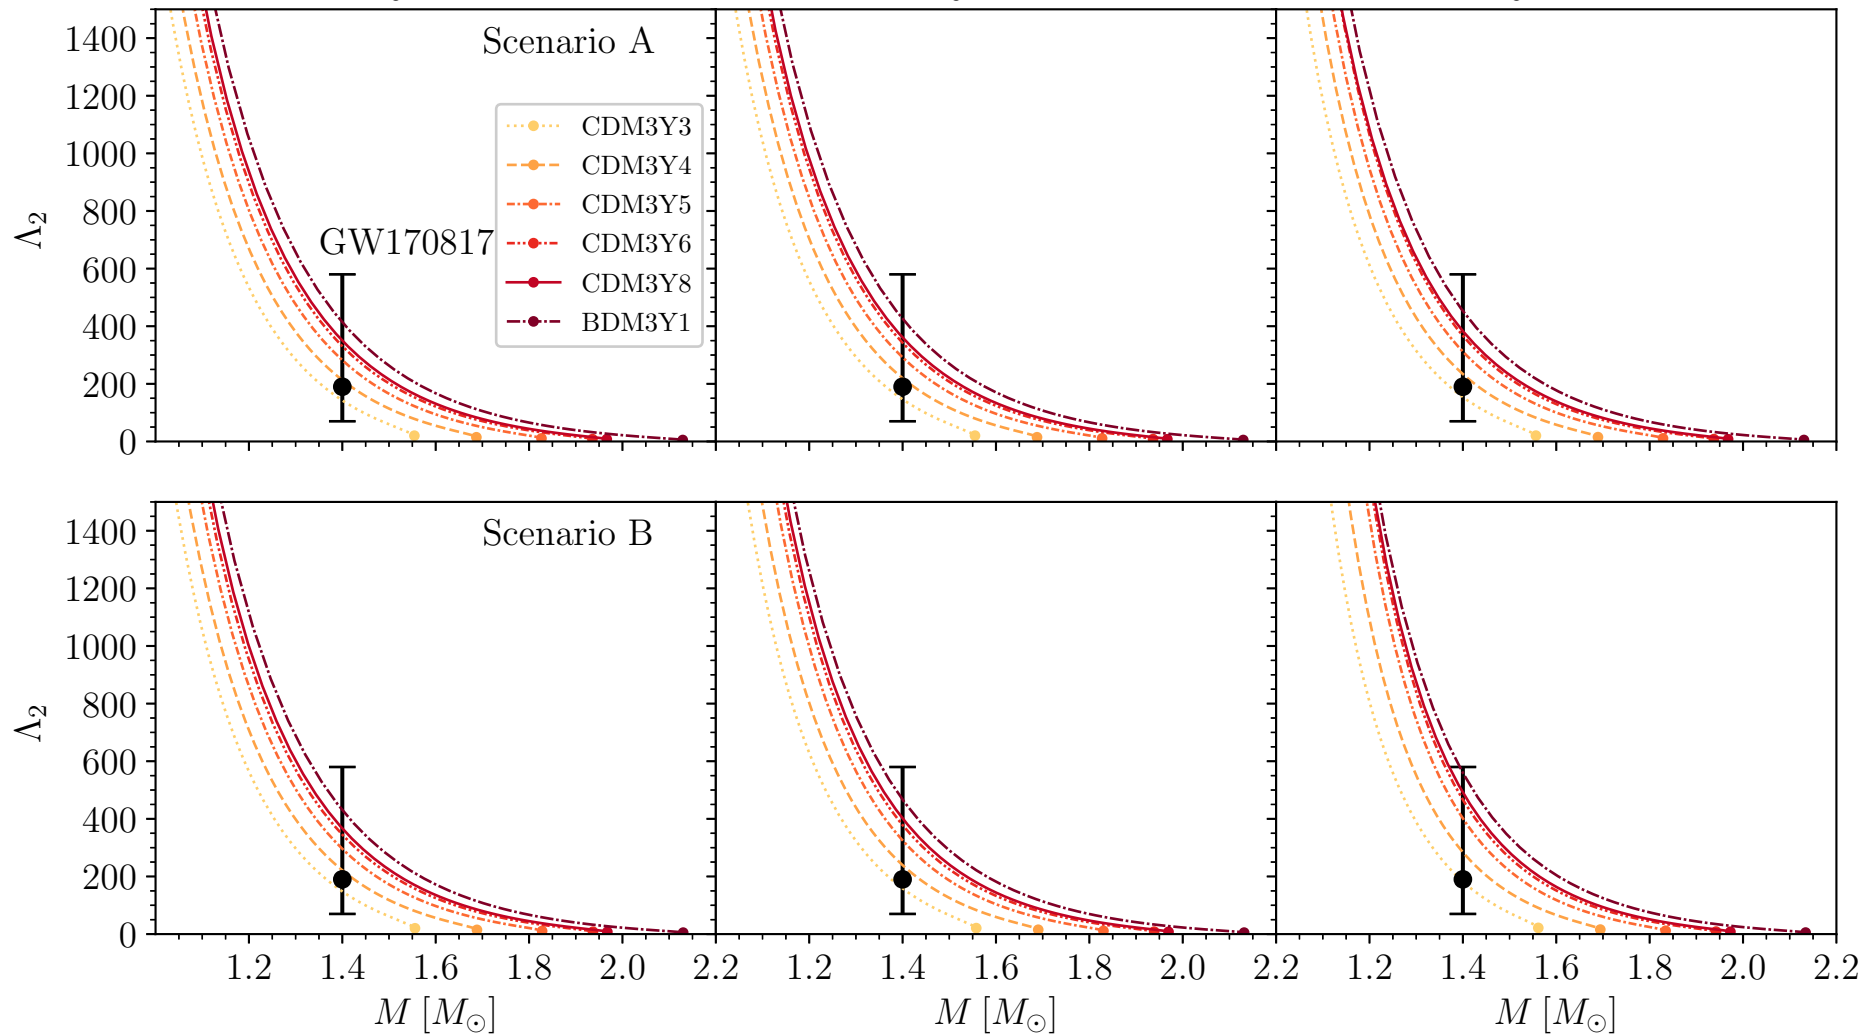 Scenario A
1400
1200
1000
800
600
400
200
0
Λ₂
GW170817
CDM3Y3
CDM3Y4
CDM3Y5
CDM3Y6
CDM3Y8
BDM3Y1
Scenario B
1400
1200
1000
800
600
400
200
0
Λ₂
1.2 1.4 1.6 1.8 2.0 2.2 1.2 1.4 1.6 1.8 2.0 2.2 1.2 1.4 1.6 1.8 2.0 2.2
M [M⊙] M [M⊙] M [M⊙]